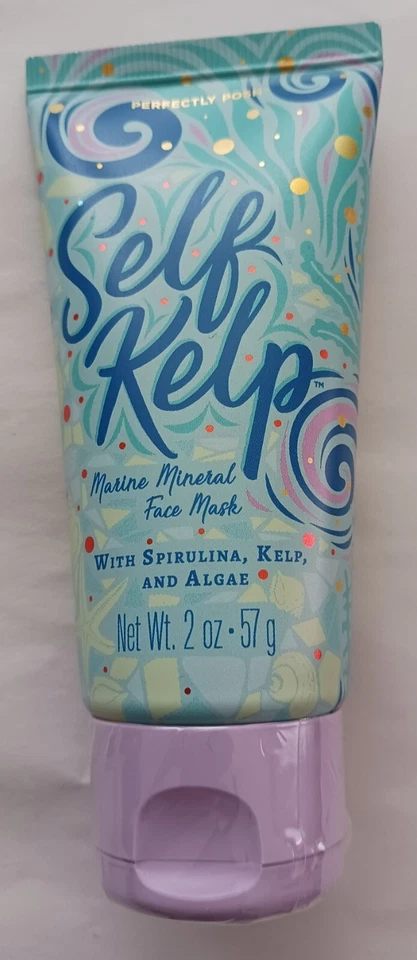 PERFECTLY POSH
Self
Kelp™
Marine Mineral
Face Mask
WITH SPIRULINA, KELP,
AND ALGAE
Net Wt. 2 oz • 57 g